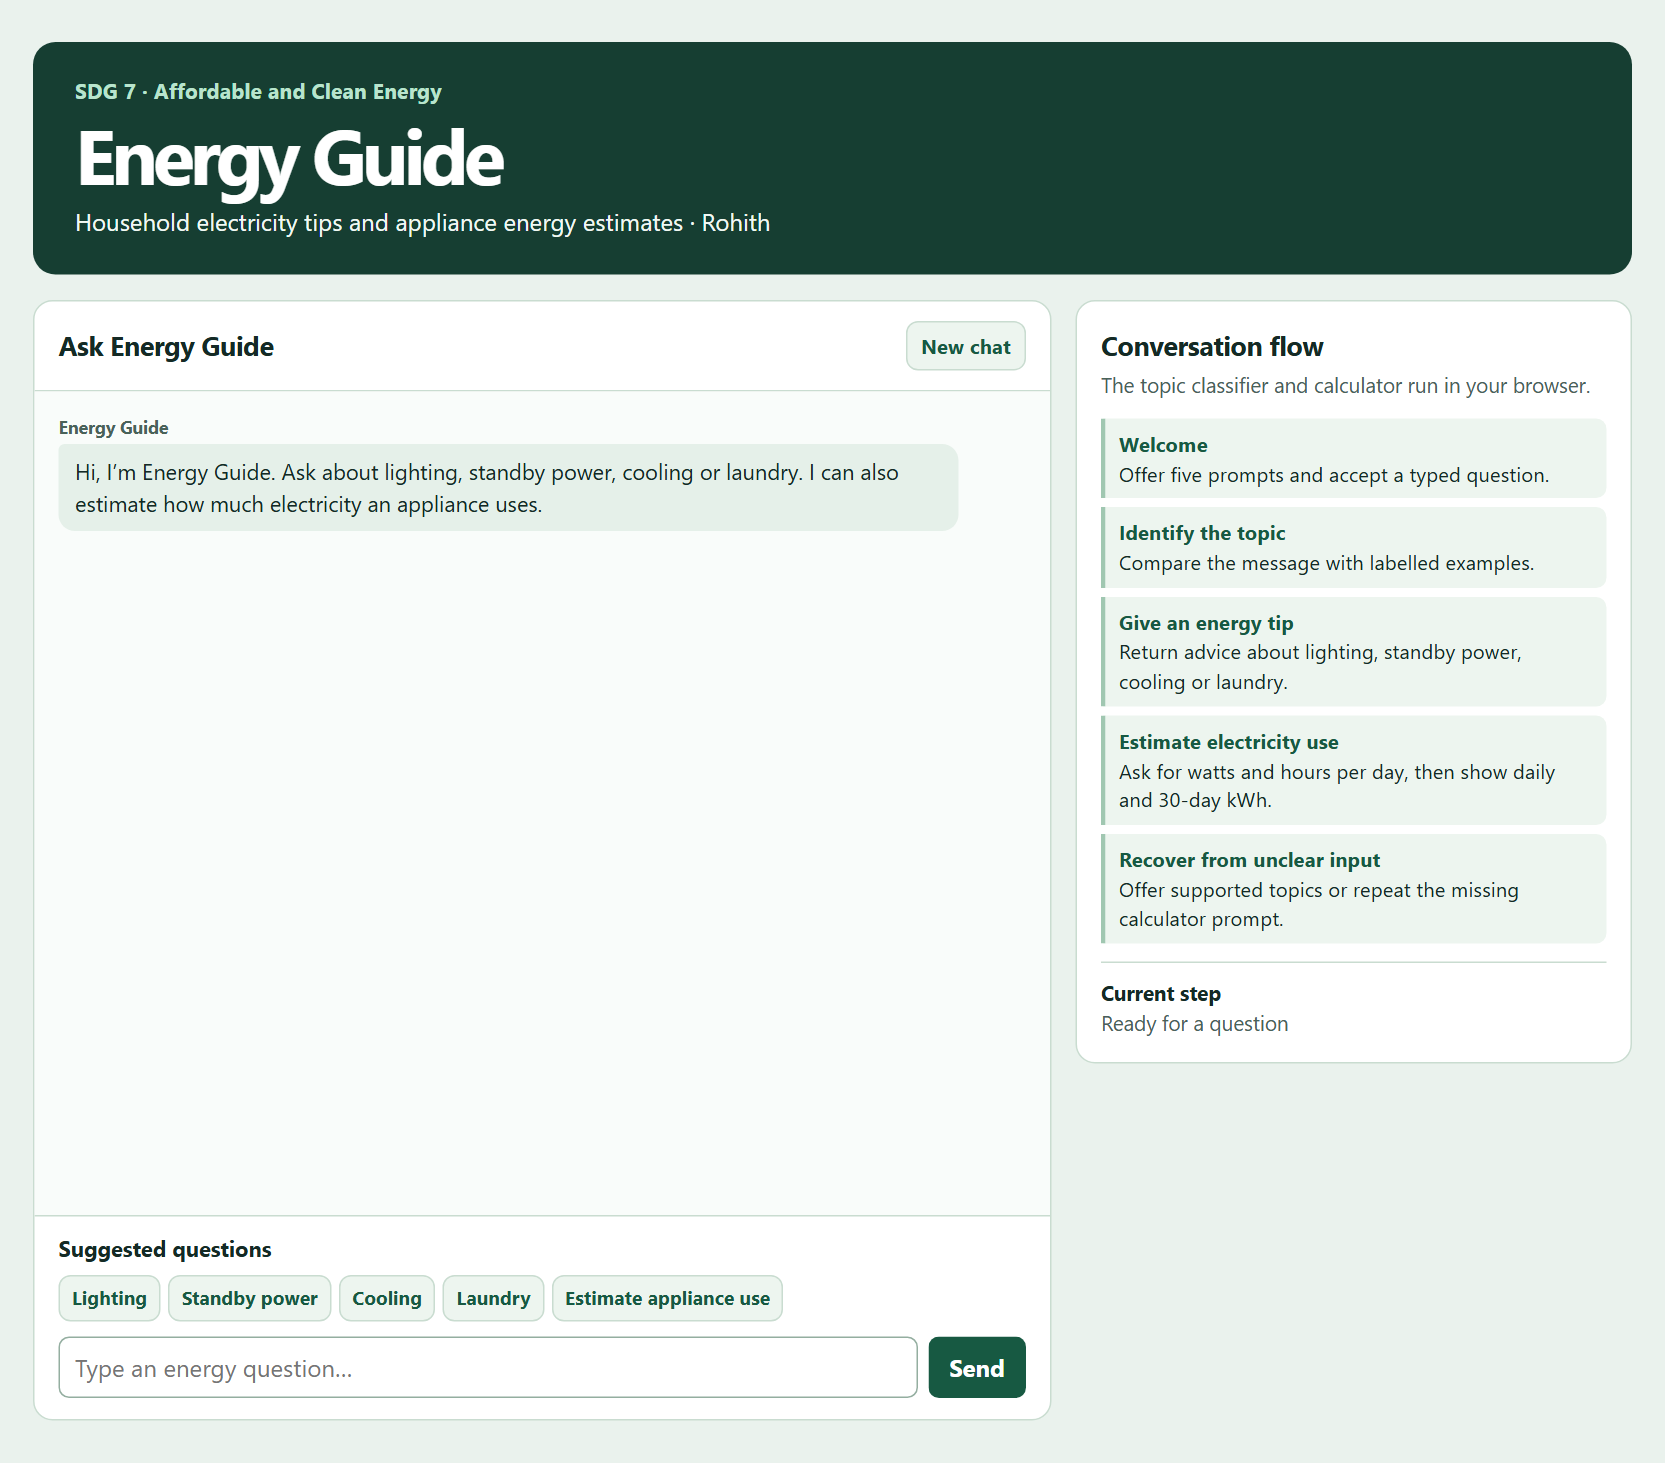 SDG 7 · Affordable and Clean Energy
Energy Guide
Household electricity tips and appliance energy estimates · Rohith
Ask Energy Guide
New chat
Energy Guide
Hi, I’m Energy Guide. Ask about lighting, standby power, cooling or laundry. I can also
estimate how much electricity an appliance uses.
Suggested questions
Lighting
Standby power
Cooling
Laundry
Estimate appliance use
Type an energy question...
Send
Conversation flow
The topic classifier and calculator run in your browser.
Welcome
Offer five prompts and accept a typed question.
Identify the topic
Compare the message with labelled examples.
Give an energy tip
Return advice about lighting, standby power,
cooling or laundry.
Estimate electricity use
Ask for watts and hours per day, then show daily
and 30-day kWh.
Recover from unclear input
Offer supported topics or repeat the missing
calculator prompt.
Current step
Ready for a question